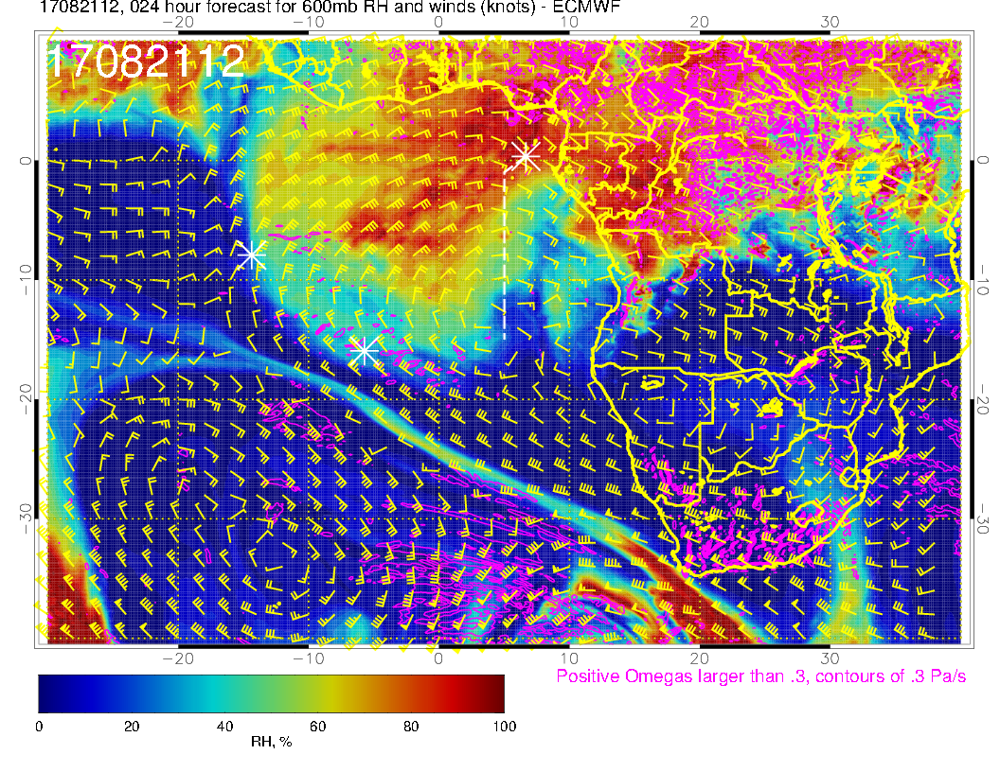 17082112, 024 hour forecast for 600mb RH and winds (knots) - ECMWF
−20 −10 0 10 20 30
17082112
0 0
−10 −10
−20 −20
−30 −30
−20 −10 0 10 20 30
Positive Omegas larger than .3, contours of .3 Pa/s
0 20 40 60 80 100
RH, %